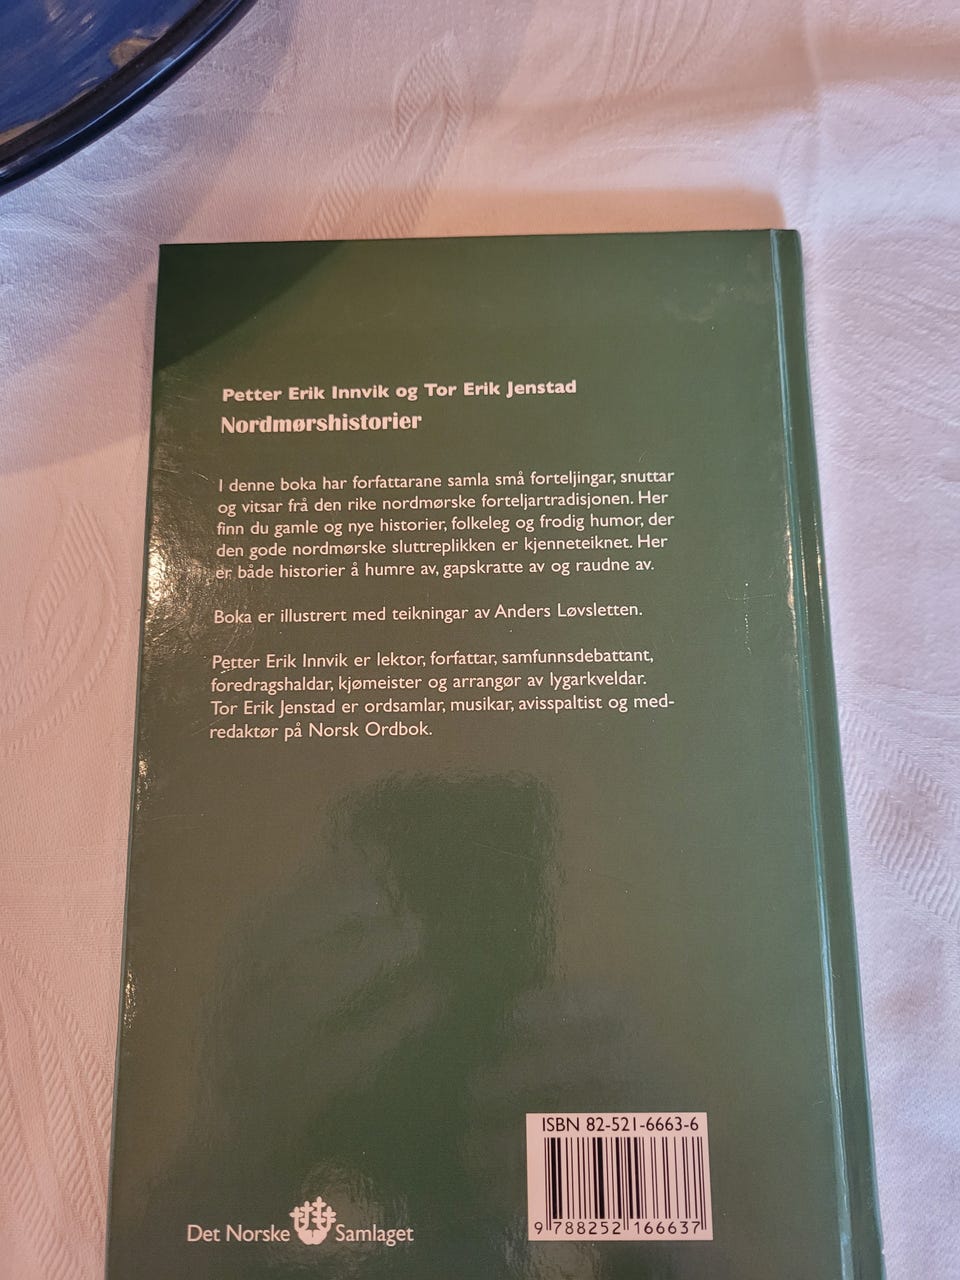 Petter Erik Innvik og Tor Erik Jenstad
Nordmørshistorier
I denne boka har forfattarane samla små forteljingar, snuttar
og vitsar frå den rike nordmørske forteljartradisjonen. Her
finn du gamle og nye historier, folkeleg og frodig humor, der
den gode nordmørske sluttreplikken er kjenneteiknet. Her
er både historier å humre av, gapskratte av og raudne av.
Boka er illustrert med teikningar av Anders Løvsletten.
Petter Erik Innvik er lektor, forfattar, samfunnsdebattant,
foredragshaldar, kjømeister og arrangør av lygarkveldar.
Tor Erik Jenstad er ordsamlar, musikar, avisspaltist og med-
redaktør på Norsk Ordbok.
ISBN 82-521-6663-6
9 788252 166637
Det Norske Samlaget